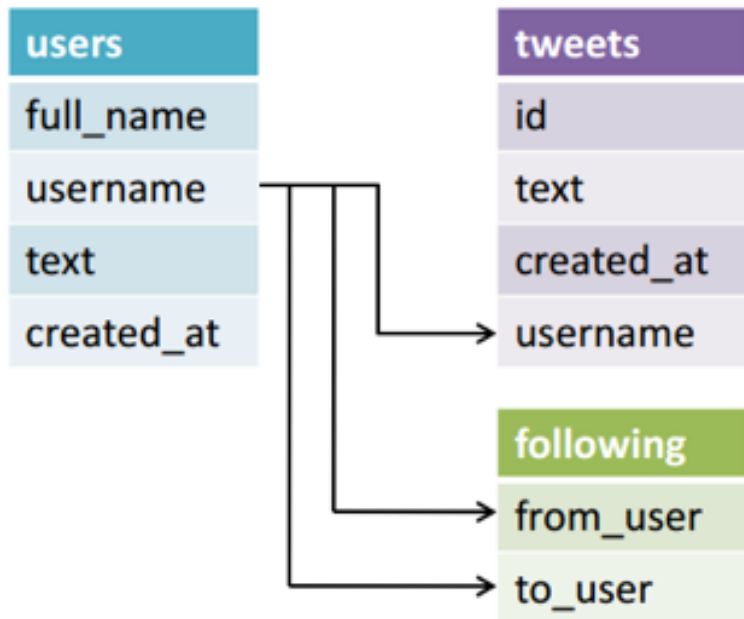 users
full_name
username
text
created_at
tweets
id
text
created_at
username
following
from_user
to_user